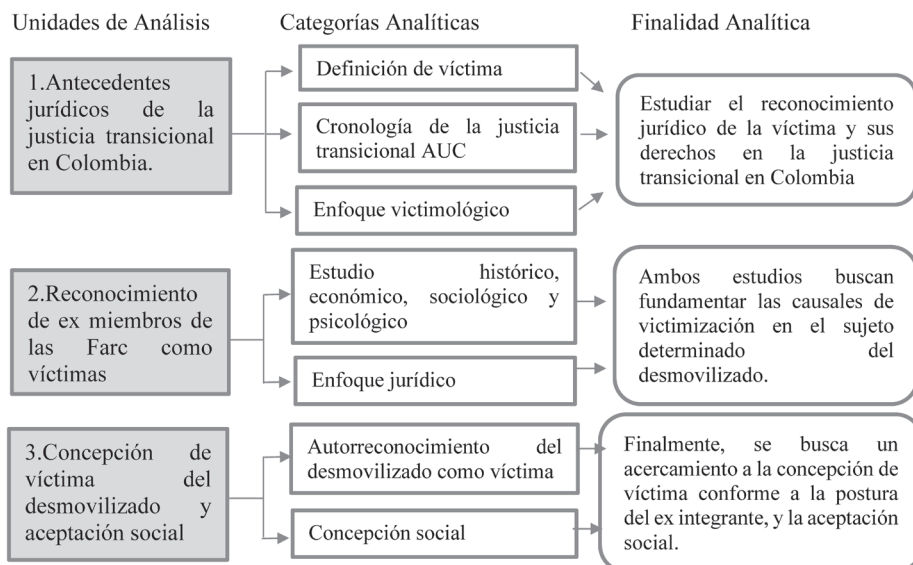 Unidades de Análisis
Categorías Analíticas
Finalidad Analítica
1.Antecedentes
jurídicos de la
justicia transicional
en Colombia.
Definición de víctima
Cronología de la justicia
transicional AUC
Enfoque victimológico
Estudiar el reconocimiento
jurídico de la víctima y sus
derechos en la justicia
transicional en Colombia
2.Reconocimiento
de ex miembros de
las Farc como
víctimas
Estudio histórico,
económico, sociológico y
psicológico
Enfoque jurídico
Ambos estudios buscan
fundamentar las causales de
victimización en el sujeto
determinado del
desmovilizado.
3.Concepción de
víctima del
desmovilizado y
aceptación social
Autorreconocimiento del
desmovilizado como víctima
Concepción social
Finalmente, se busca un
acercamiento a la concepción de
víctima conforme a la postura
del ex integrante, y la aceptación
social.